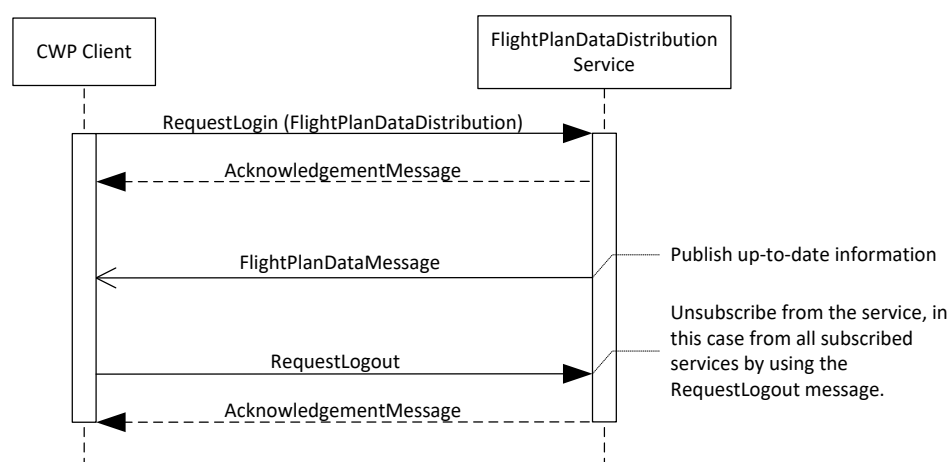 CWP Client
FlightPlanDataDistribution
Service
RequestLogin (FlightPlanDataDistribution)
AcknowledgementMessage
FlightPlanDataMessage
Publish up-to-date information
Unsubscribe from the service, in
this case from all subscribed
services by using the
RequestLogout message.
RequestLogout
AcknowledgementMessage